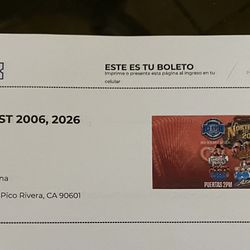 ESTE ES TU BOLETO
Imprime o presenta esta página al ingreso en tu
celular
ST 2006, 2026
na
Pico Rivera, CA 90601
PUERTAS 2PM